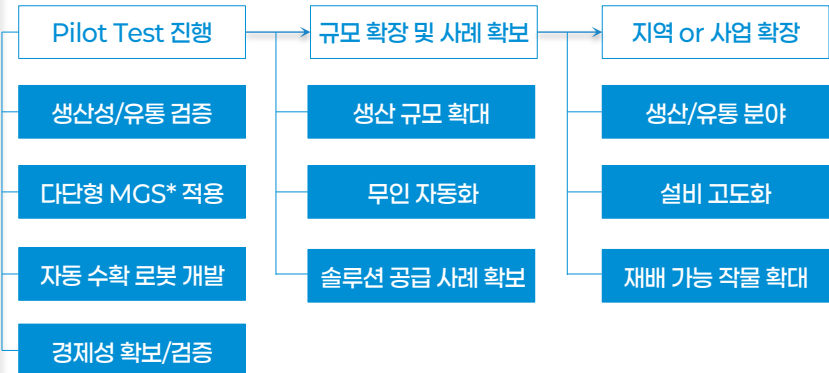 Pilot Test 진행
생산성/유통 검증
다단형 MGS* 적용
자동 수확 로봇 개발
경제성 확보/검증
규모 확장 및 사례 확보
생산 규모 확대
무인 자동화
솔루션 공급 사례 확보
지역 or 사업 확장
생산/유통 분야
설비 고도화
재배 가능 작물 확대